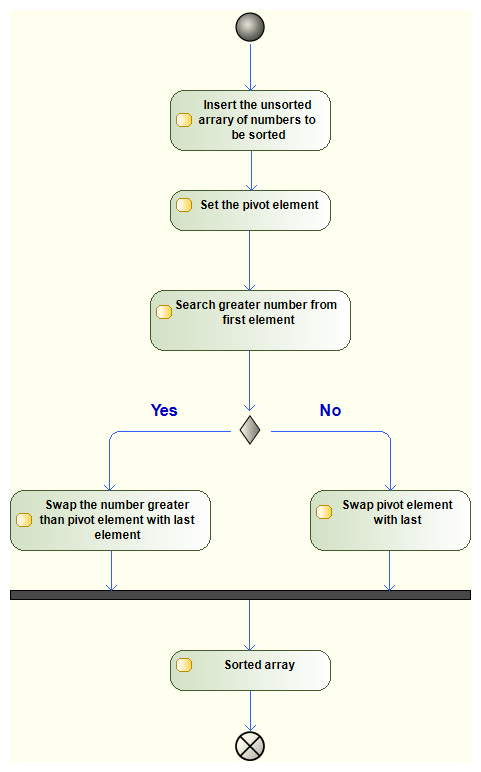 Insert the unsorted
arrary of numbers to
be sorted
Set the pivot element
Search greater number from
first element
Yes
No
Swap the number greater
than pivot element with last
element
Swap pivot element
with last
Sorted array